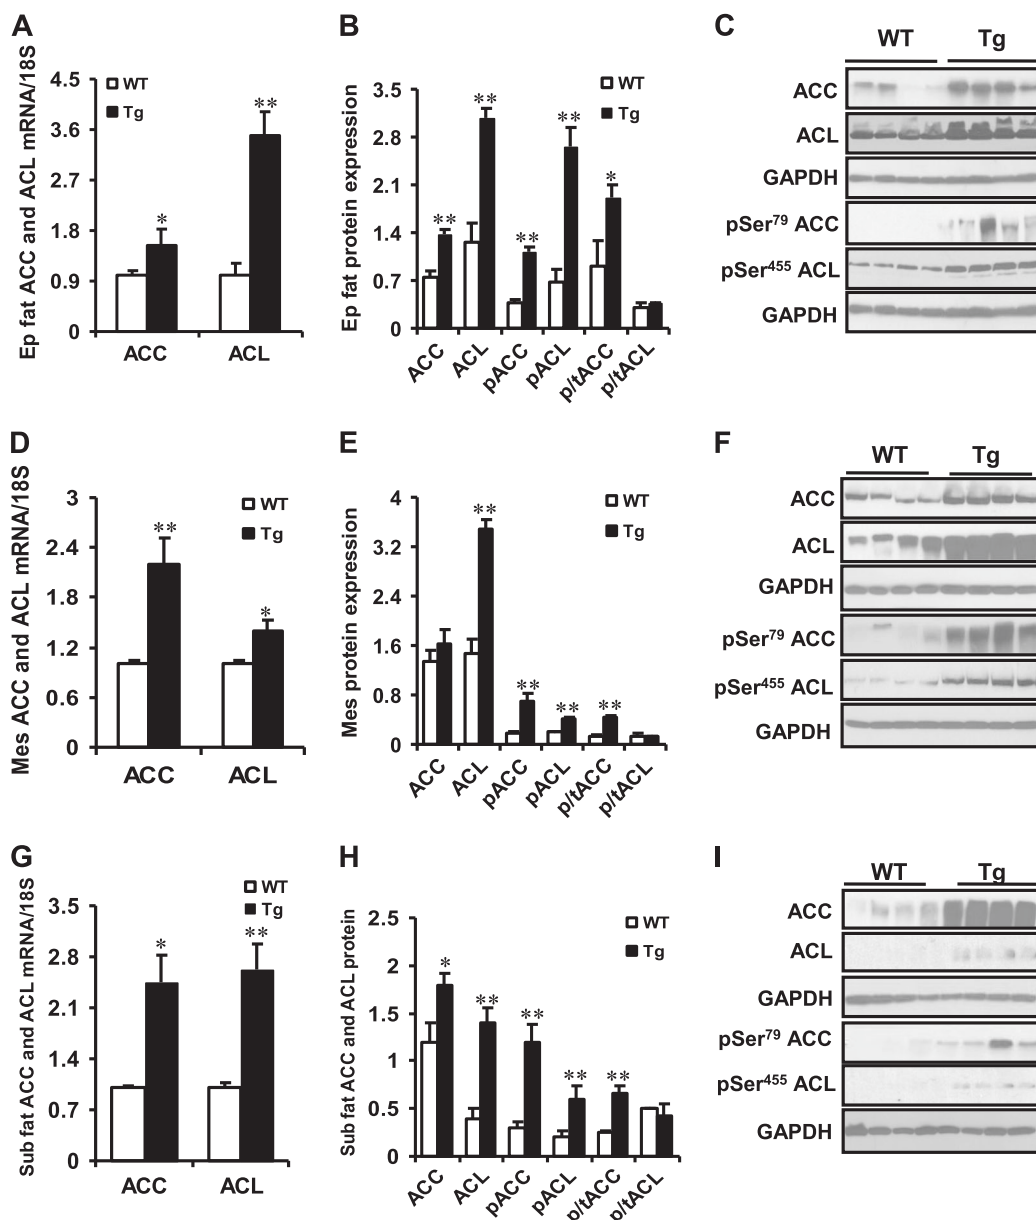 A
Ep fat ACC and ACL mRNA/18S
4.5
3.6
2.7
1.8
0.9
0
WT
Tg
*
**
ACC
ACL
B
Ep fat protein expression
3.5
2.8
2.1
1.4
0.7
0
WT
Tg
**
**
**
**
*
ACC
ACL
pACC
pACL
p/tACC
p/tACL
C
WT
Tg
ACC
ACL
GAPDH
pSer79 ACC
pSer455 ACL
GAPDH
D
Mes ACC and ACL mRNA/18S
3
2.4
1.8
1.2
0.6
0
WT
Tg
**
*
ACC
ACL
E
Mes protein expression
4
3.2
2.4
1.6
0.8
0
WT
Tg
**
**
**
**
ACC
ACL
pACC
pACL
p/tACC
p/tACL
F
WT
Tg
ACC
ACL
GAPDH
pSer79 ACC
pSer455 ACL
GAPDH
G
Sub fat ACC and ACL mRNA/18S
3.5
2.8
2.1
1.4
0.7
0
WT
Tg
*
**
ACC
ACL
H
Sub fat ACC and ACL protein
2.5
2
1.5
1
0.5
0
WT
Tg
*
**
**
**
**
ACC
ACL
pACC
pACL
p/tACC
p/tACL
I
WT
Tg
ACC
ACL
GAPDH
pSer79 ACC
pSer455 ACL
GAPDH